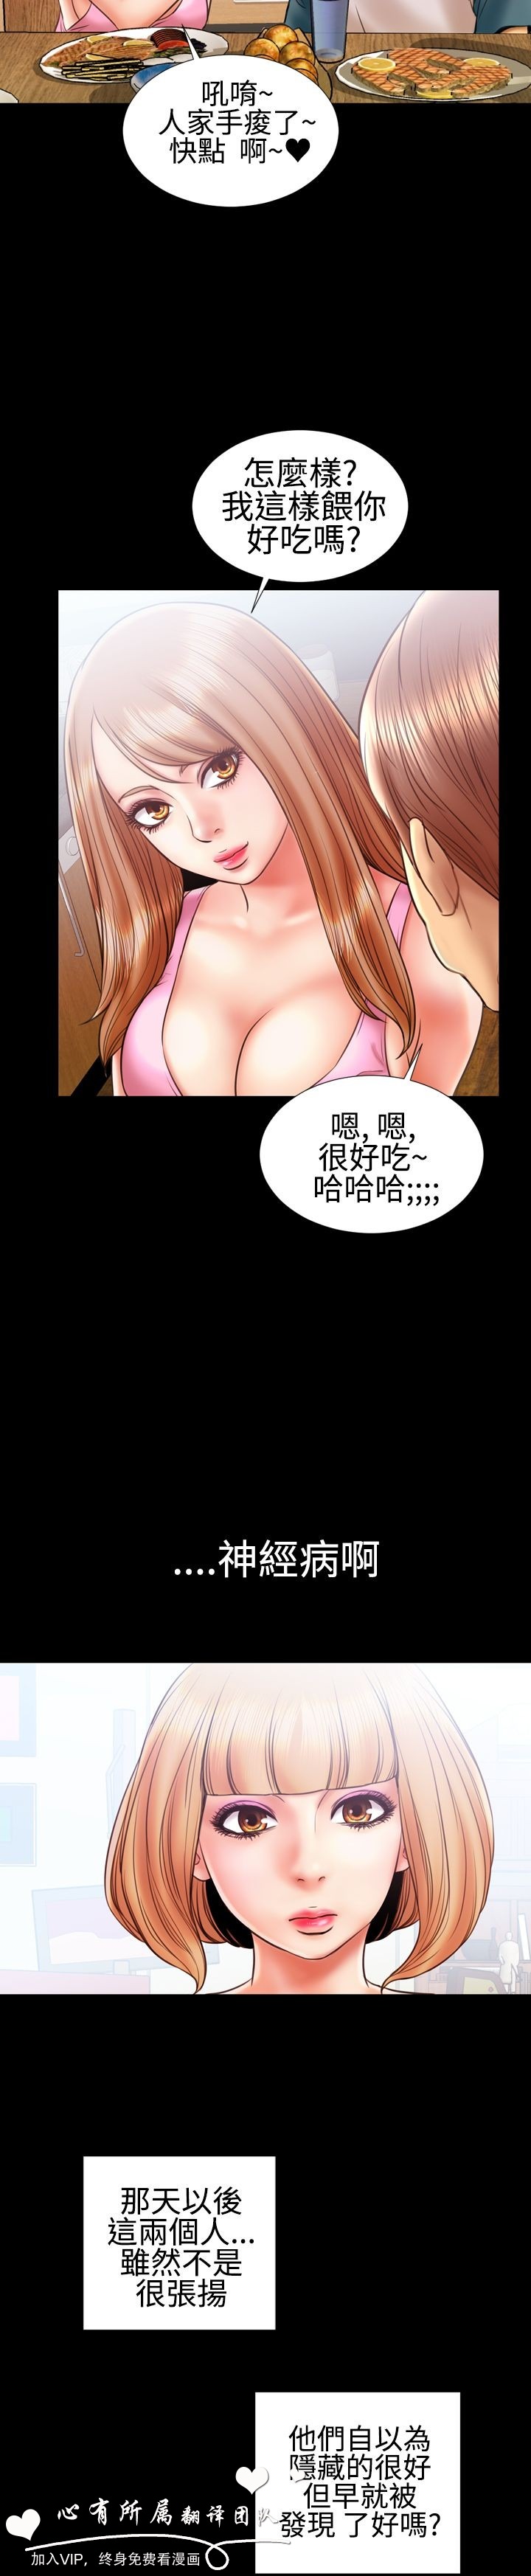 吼唷~
人家手痠了~
快點 啊~♥
怎麼樣?
我這樣餵你
好吃嗎?
嗯, 嗯,
很好吃~
哈哈哈;;;;
....神經病啊
那天以後
這兩個人...
雖然不是
很張揚
他們自以為
隱藏的很好
但早就被
發現 了好嗎?
心有所属翻译团队
加入VIP，终身免费看漫画